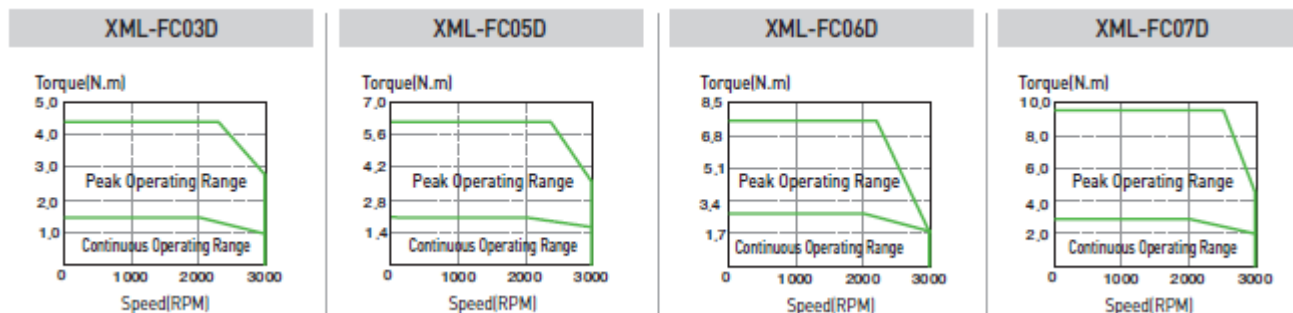 XML-FC03D
Torque(N.m)
5,0
4,0
3,0
2,0
1,0
Peak Operating Range
Continuous Operating Range
0 1000 2000 3000
Speed(RPM)
XML-FC05D
Torque(N.m)
7,0
5,6
4,2
2,8
1,4
Peak Operating Range
Continuous Operating Range
0 1000 2000 3000
Speed(RPM)
XML-FC06D
Torque(N.m)
8,5
6,8
5,1
3,4
1,7
Peak Operating Range
Continuous Operating Range
0 1000 2000 3000
Speed(RPM)
XML-FC07D
Torque(N.m)
10,0
8,0
6,0
4,0
2,0
Peak Operating Range
Continuous Operating Range
0 1000 2000 3000
Speed(RPM)